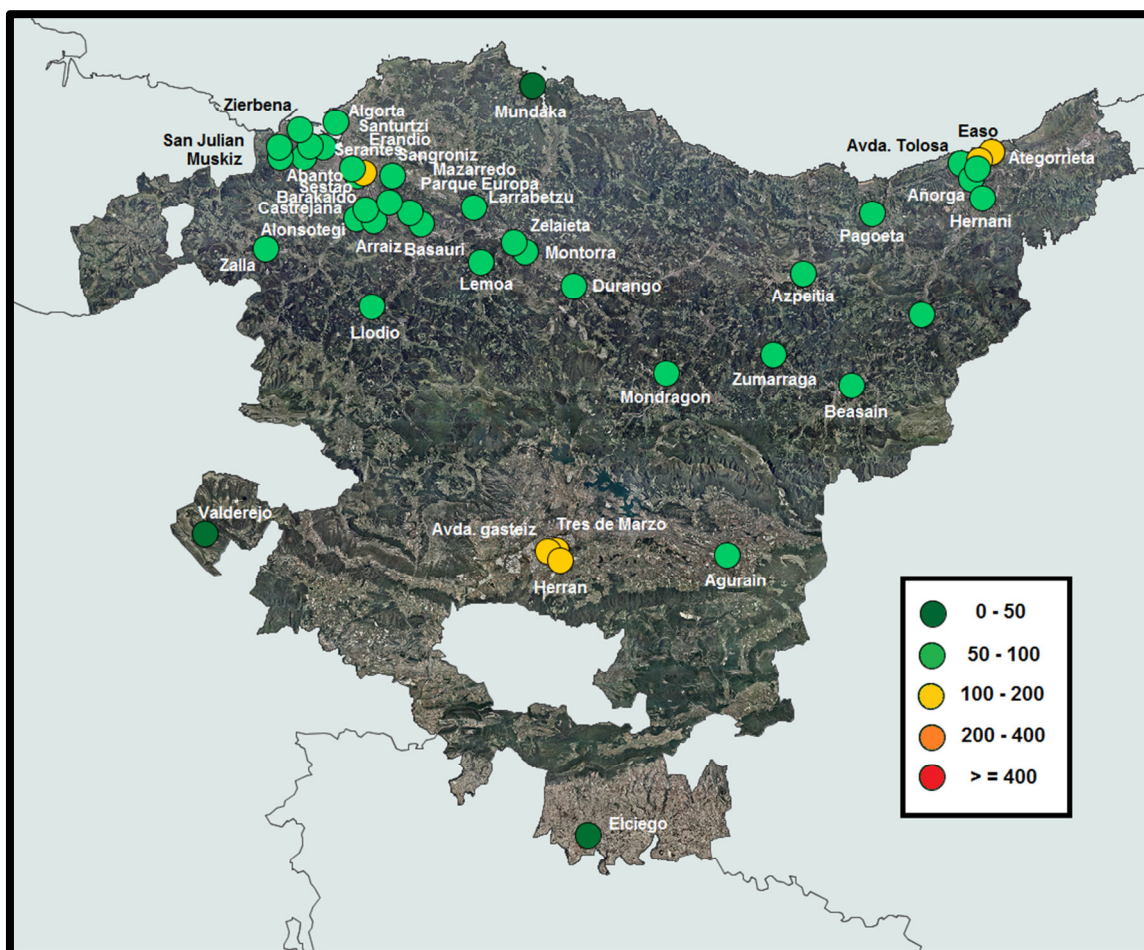 Mundaka
Algorta
Zierbena
Santurtzi
Easo
Erandio
San Julian
Serantes
Avda. Tolosa
Sangroniz
Ategorrieta
Muskiz
Mazarredo
Abanto
Parque Europa
Sestao
Añorga
Barakaldo
Larrabetzu
Castrejana
Hernani
Zelaieta
Alonsotegi
Pagoeta
Arraiz
Basauri
Montorra
Zalla
Lemoa
Durango
Azpeitia
Llodio
Zumarraga
Mondragon
Beasain
Valderejo
Avda. gasteiz
Tres de Marzo
Herran
Agurain
0 - 50
50 - 100
100 - 200
200 - 400
> = 400
Elciego